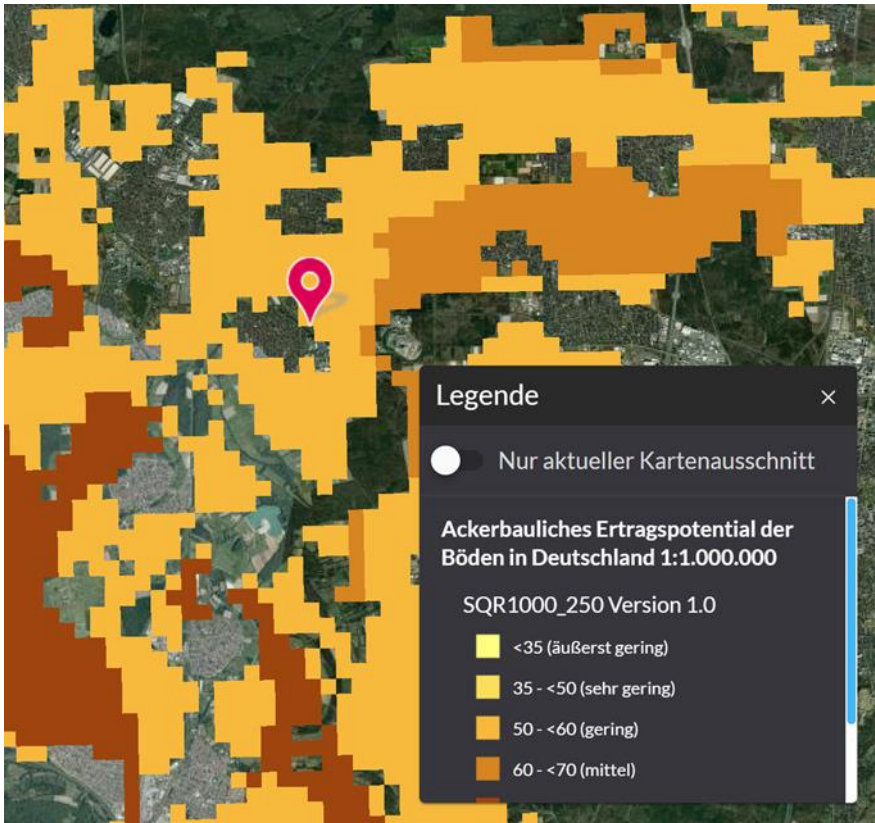 Legende
Nur aktueller Kartenausschnitt
Ackerbauliches Ertragspotential der
Böden in Deutschland 1:1.000.000
SQR1000_250 Version 1.0
<35 (äußerst gering)
35 - <50 (sehr gering)
50 - <60 (gering)
60 - <70 (mittel)